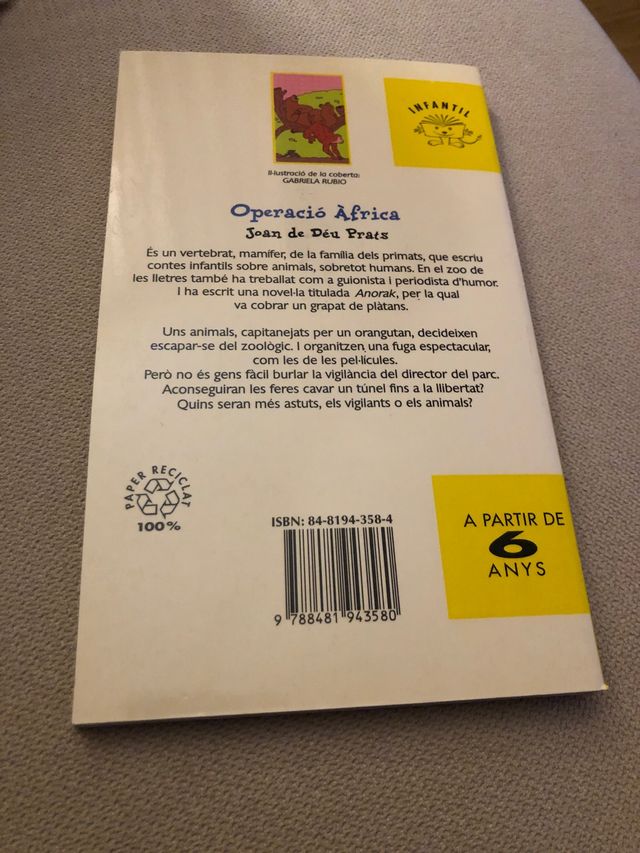 INFANTIL
Il·lustració de la coberta:
GABRIELA RUBIO
Operació Àfrica
Joan de Déu Prats
És un vertebrat, mamífer, de la família dels primats, que escriu
contes infantils sobre animals, sobretot humans. En el zoo de
les lletres també ha treballat com a guionista i periodista d'humor.
I ha escrit una novel·la titulada Anorak, per la qual
va cobrar un grapat de plàtans.
Uns animals, capitanejats per un orangutan, decideixen
escapar-se del zoològic. I organitzen una fuga espectacular,
com les de les pel·lícules.
Però no és gens fàcil burlar la vigilància del director del parc.
Aconseguiran les feres cavar un túnel fins a la llibertat?
Quins seran més astuts, els vigilants o els animals?
PAPER RECICLAT
100%
ISBN: 84-8194-358-4
9 788481 943580
A PARTIR DE
6
ANYS